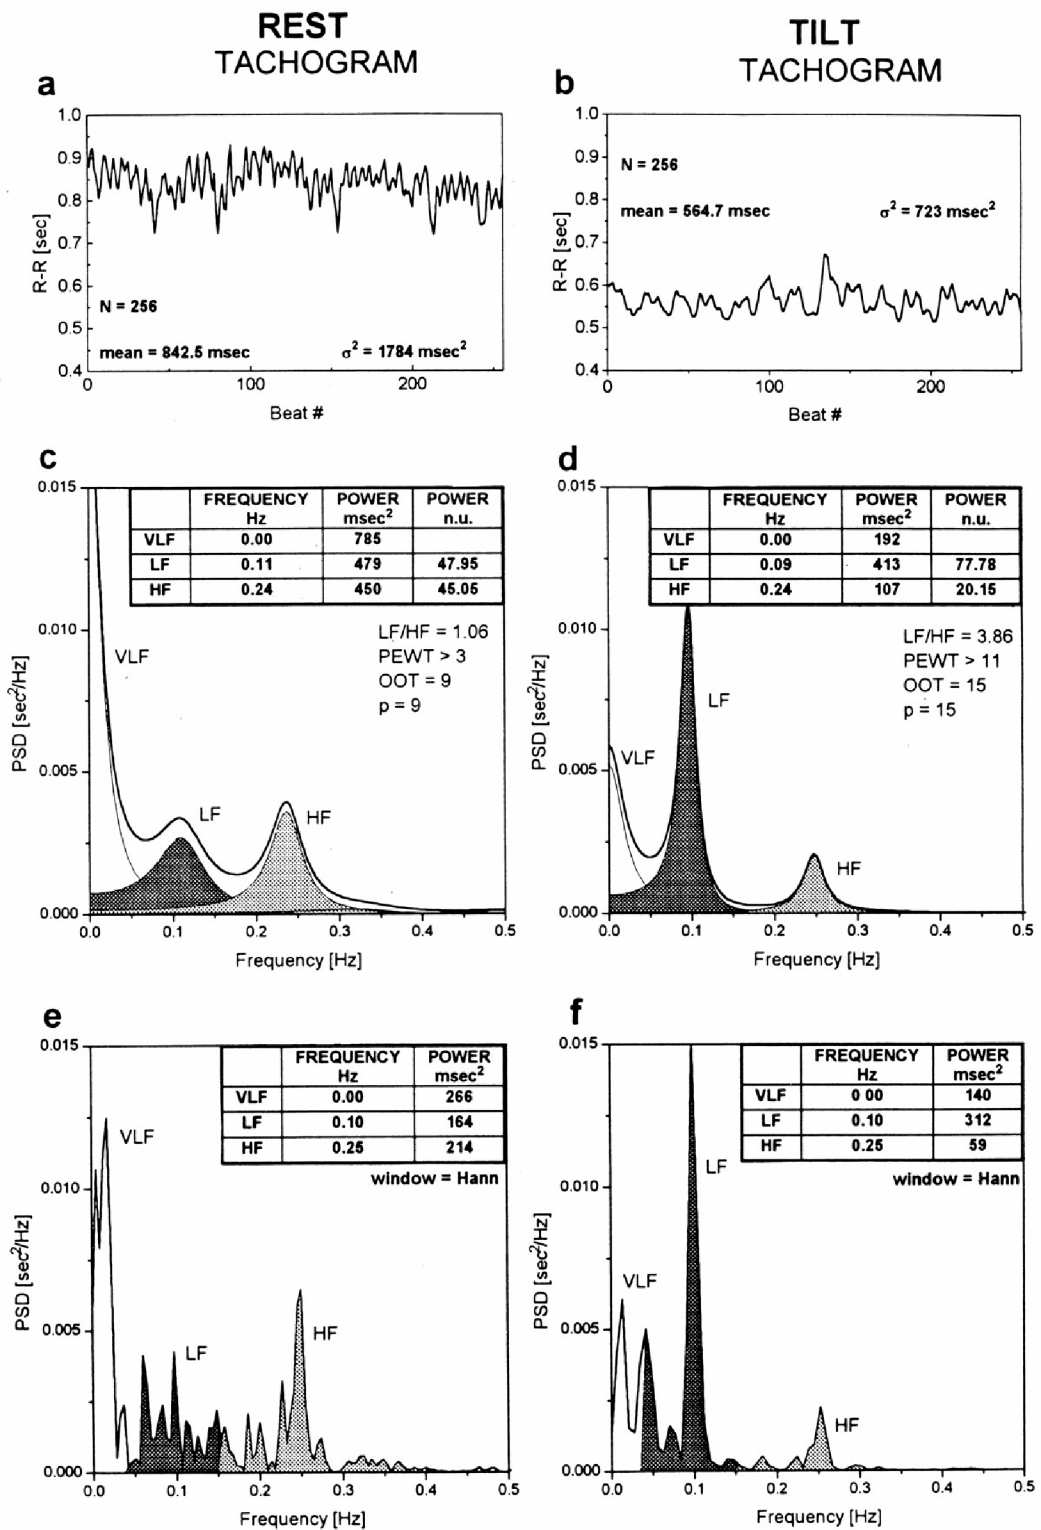 REST
TACHOGRAM
TILT
TACHOGRAM
a
1.0
0.9
0.8
0.7
0.6
0.5
0.4
R-R [sec]
N = 256
mean = 842.5 msec
σ² = 1784 msec²
0 100 200
Beat #
b
1.0
0.9
0.8
0.7
0.6
0.5
0.4
R-R [sec]
N = 256
mean = 564.7 msec
σ² = 723 msec²
0 100 200
Beat #
c
0.015
0.010
0.005
0.000
PSD [sec²/Hz]
FREQUENCY POWER POWER
Hz msec² n.u.
VLF 0.00 785
LF 0.11 479 47.95
HF 0.24 450 45.05
LF/HF = 1.06
PEWT > 3
OOT = 9
p = 9
VLF
LF
HF
0.0 0.1 0.2 0.3 0.4 0.5
Frequency [Hz]
d
0.015
0.010
0.005
0.000
PSD [sec²/Hz]
FREQUENCY POWER POWER
Hz msec² n.u.
VLF 0.00 192
LF 0.09 413 77.78
HF 0.24 107 20.15
LF/HF = 3.86
PEWT > 11
OOT = 15
p = 15
LF
VLF
HF
0.0 0.1 0.2 0.3 0.4 0.5
Frequency [Hz]
e
0.015
0.010
0.005
0.000
PSD [sec²/Hz]
FREQUENCY POWER
Hz msec²
VLF 0.00 266
LF 0.10 164
HF 0.25 214
window = Hann
VLF
LF
HF
0.0 0.1 0.2 0.3 0.4 0.5
Frequency [Hz]
f
0.015
0.010
0.005
0.000
PSD [sec²/Hz]
FREQUENCY POWER
Hz msec²
VLF 0 00 140
LF 0.10 312
HF 0.25 59
window = Hann
LF
VLF
HF
0.0 0.1 0.2 0.3 0.4 0.5
Frequency [Hz]